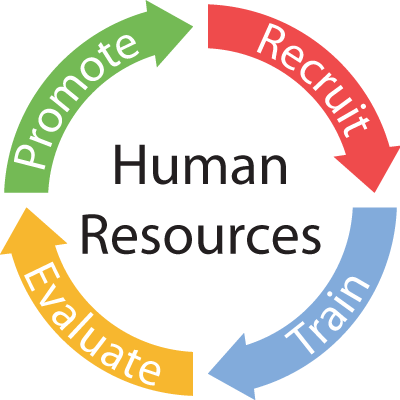 Human
Resources
Recruit
Train
Evaluate
Promote